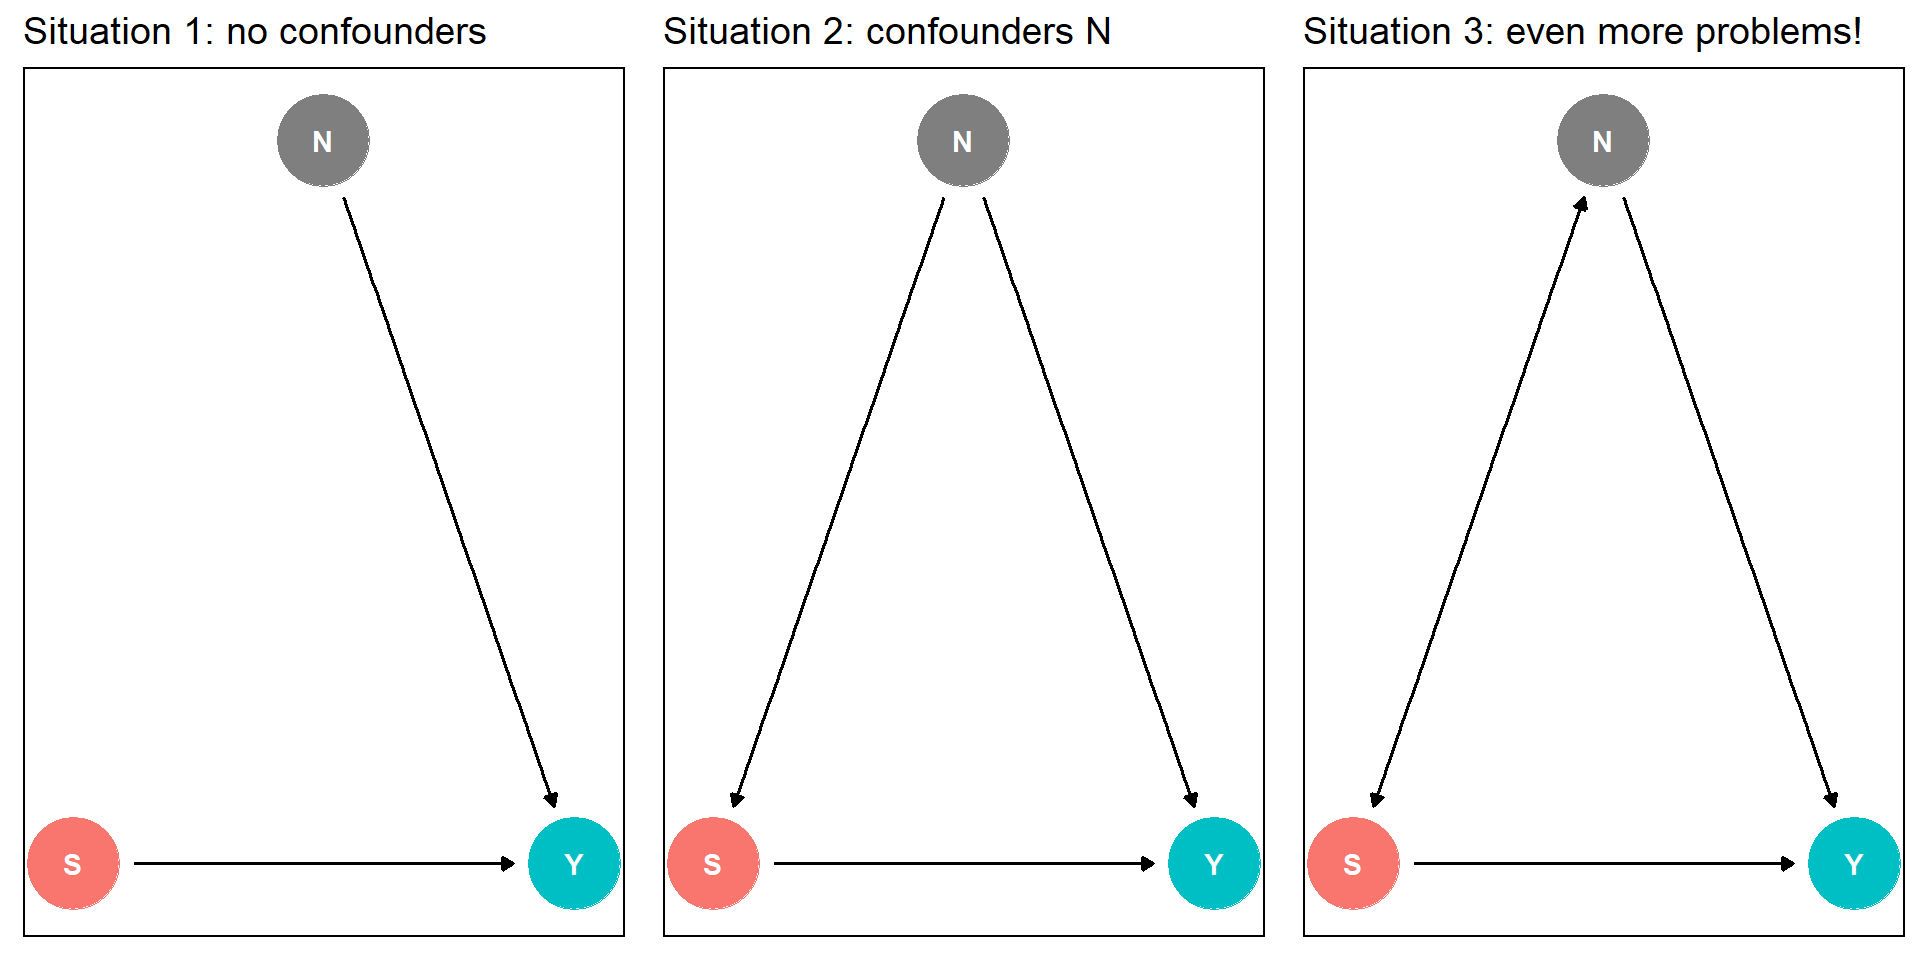 Situation 1: no confounders
N
S
Y
Situation 2: confounders N
N
S
Y
Situation 3: even more problems!
N
S
Y